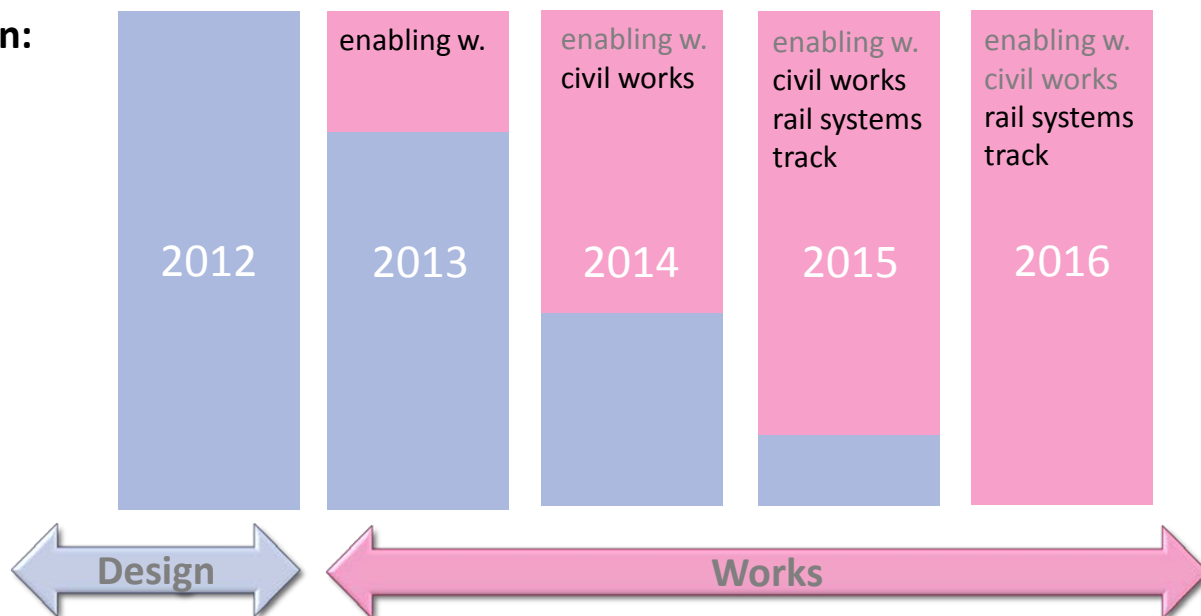 n:
enabling w.
enabling w.
civil works
enabling w.
civil works
rail systems
track
enabling w.
civil works
rail systems
track
2012
2013
2014
2015
2016
Design
Works